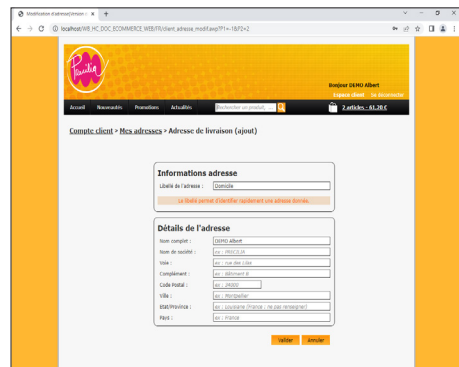 Modification d'adresse/Livraison
localhost/WB_HC_DOC_ECOMMERCE_WEB/FR/client_adresse_modif.awp?P1=-1&P2=2
Bonjour DEMO Albert
Espace client Se déconnecter
Accueil Nouveautés Promotions Actualités Rechercher un produit, ... 2 articles - 61,20 €
Compte client > Mes adresses > Adresse de livraison (ajout)
Informations adresse
Libellé de l'adresse : Domicile
Le libellé permet d'identifier rapidement une adresse donnée.
Détails de l'adresse
Nom complet : DEMO Albert
Nom de société : ex : PAVCILIA
Voie : ex : rue des Lilas
Complément : ex : Bâtiment B
Code Postal : ex : 34000
Ville : ex : Montpellier
Etat/Province : ex : Louisiane (France : ne pas renseigner)
Pays : ex : France
Valider Annuler